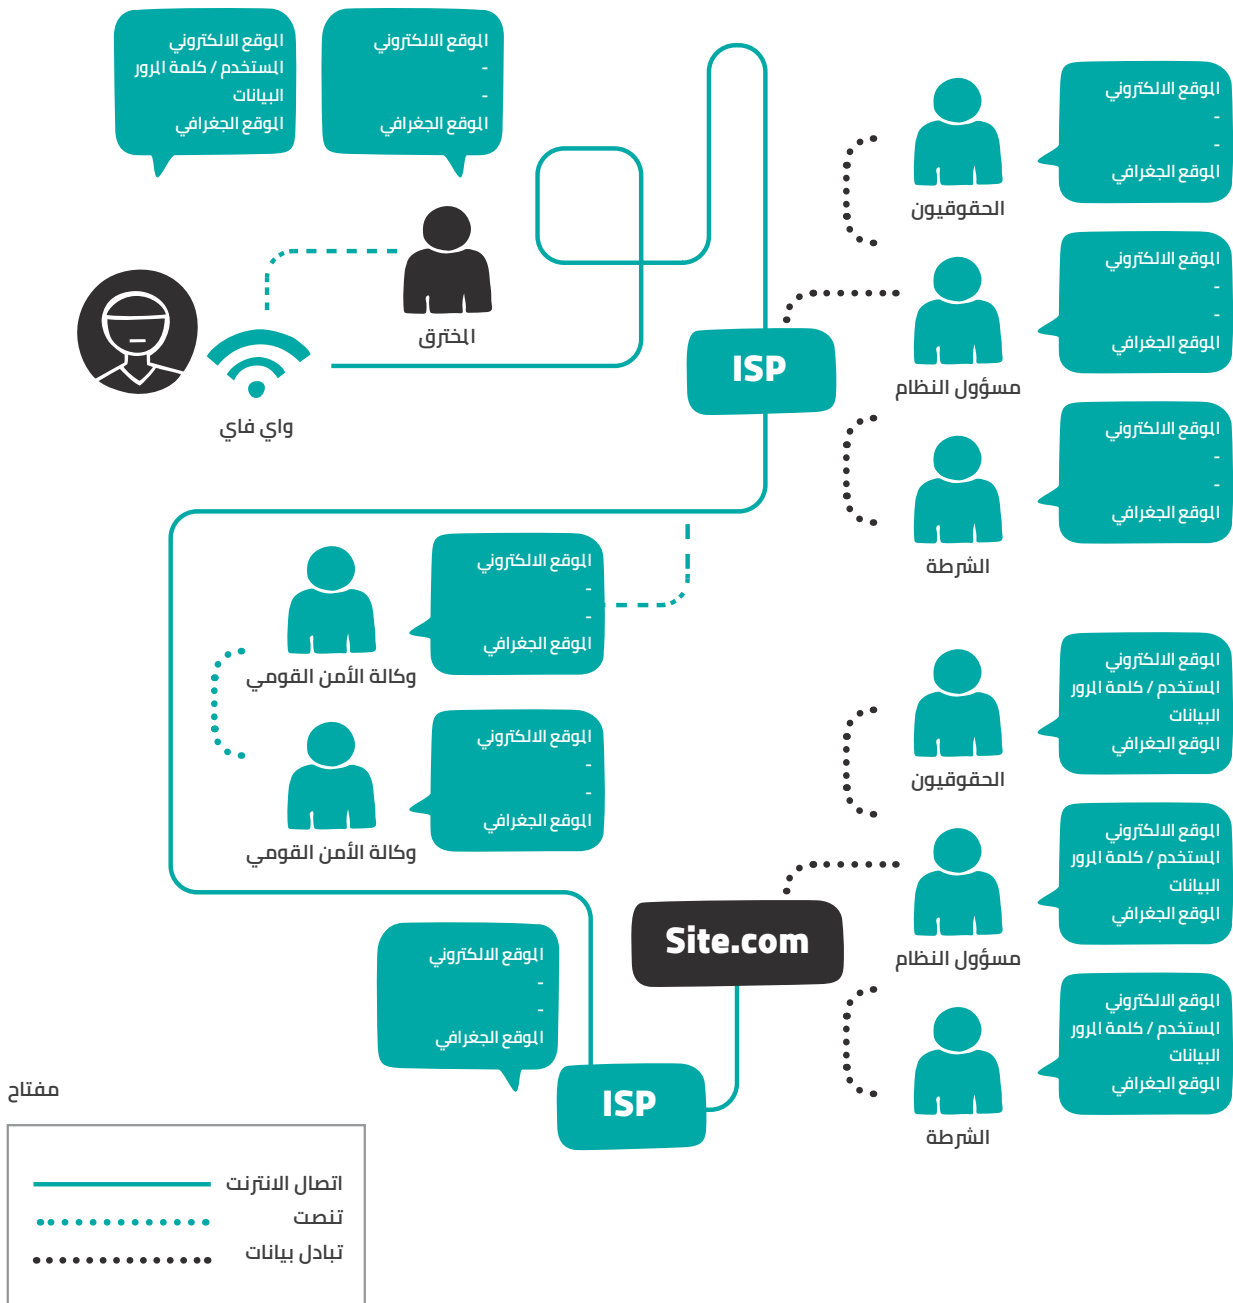 الموقع الالكتروني
-
-
الموقع الجغرافي
الموقع الالكتروني
المستخدم / كلمة المرور
البيانات
الموقع الجغرافي
المخترق
واي فاي
ISP
الموقع الالكتروني
-
-
الموقع الجغرافي
الحقوقيون
الموقع الالكتروني
-
-
الموقع الجغرافي
مسؤول النظام
الموقع الالكتروني
-
-
الموقع الجغرافي
الشرطة
الموقع الالكتروني
-
-
الموقع الجغرافي
وكالة الأمن القومي
الموقع الالكتروني
-
-
الموقع الجغرافي
وكالة الأمن القومي
الموقع الالكتروني
المستخدم / كلمة المرور
البيانات
الموقع الجغرافي
الحقوقيون
الموقع الالكتروني
المستخدم / كلمة المرور
البيانات
الموقع الجغرافي
مسؤول النظام
Site.com
الموقع الالكتروني
-
-
الموقع الجغرافي
ISP
الموقع الالكتروني
المستخدم / كلمة المرور
البيانات
الموقع الجغرافي
الشرطة
مفتاح
اتصال الانترنت
تنصت
تبادل بيانات